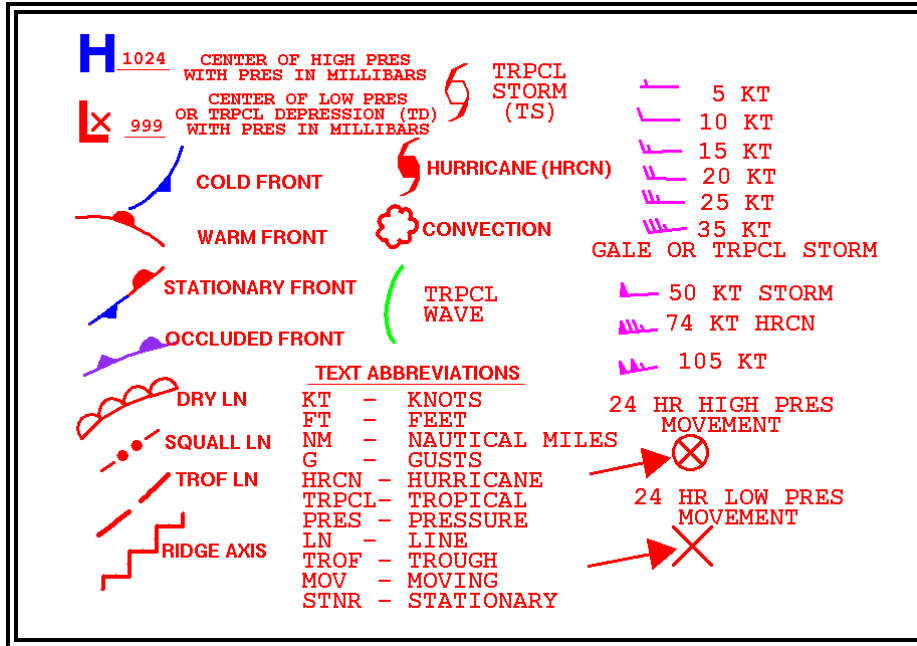 H 1024 CENTER OF HIGH PRES
WITH PRES IN MILLIBARS
L 999 CENTER OF LOW PRES
OR TRPCL DEPRESSION (TD)
WITH PRES IN MILLIBARS
COLD FRONT
WARM FRONT
STATIONARY FRONT
OCCLUDED FRONT
DRY LN
SQUALL LN
TROF LN
RIDGE AXIS
TRPCL
STORM
(TS)
HURRICANE (HRCN)
CONVECTION
TRPCL
WAVE
TEXT ABBREVIATIONS
KT – KNOTS
FT – FEET
NM – NAUTICAL MILES
G – GUSTS
HRCN – HURRICANE
TRPCL– TROPICAL
PRES – PRESSURE
LN – LINE
TROF – TROUGH
MOV – MOVING
STNR – STATIONARY
5 KT
10 KT
15 KT
20 KT
25 KT
35 KT
GALE OR TRPCL STORM
50 KT STORM
74 KT HRCN
105 KT
24 HR HIGH PRES
MOVEMENT
24 HR LOW PRES
MOVEMENT